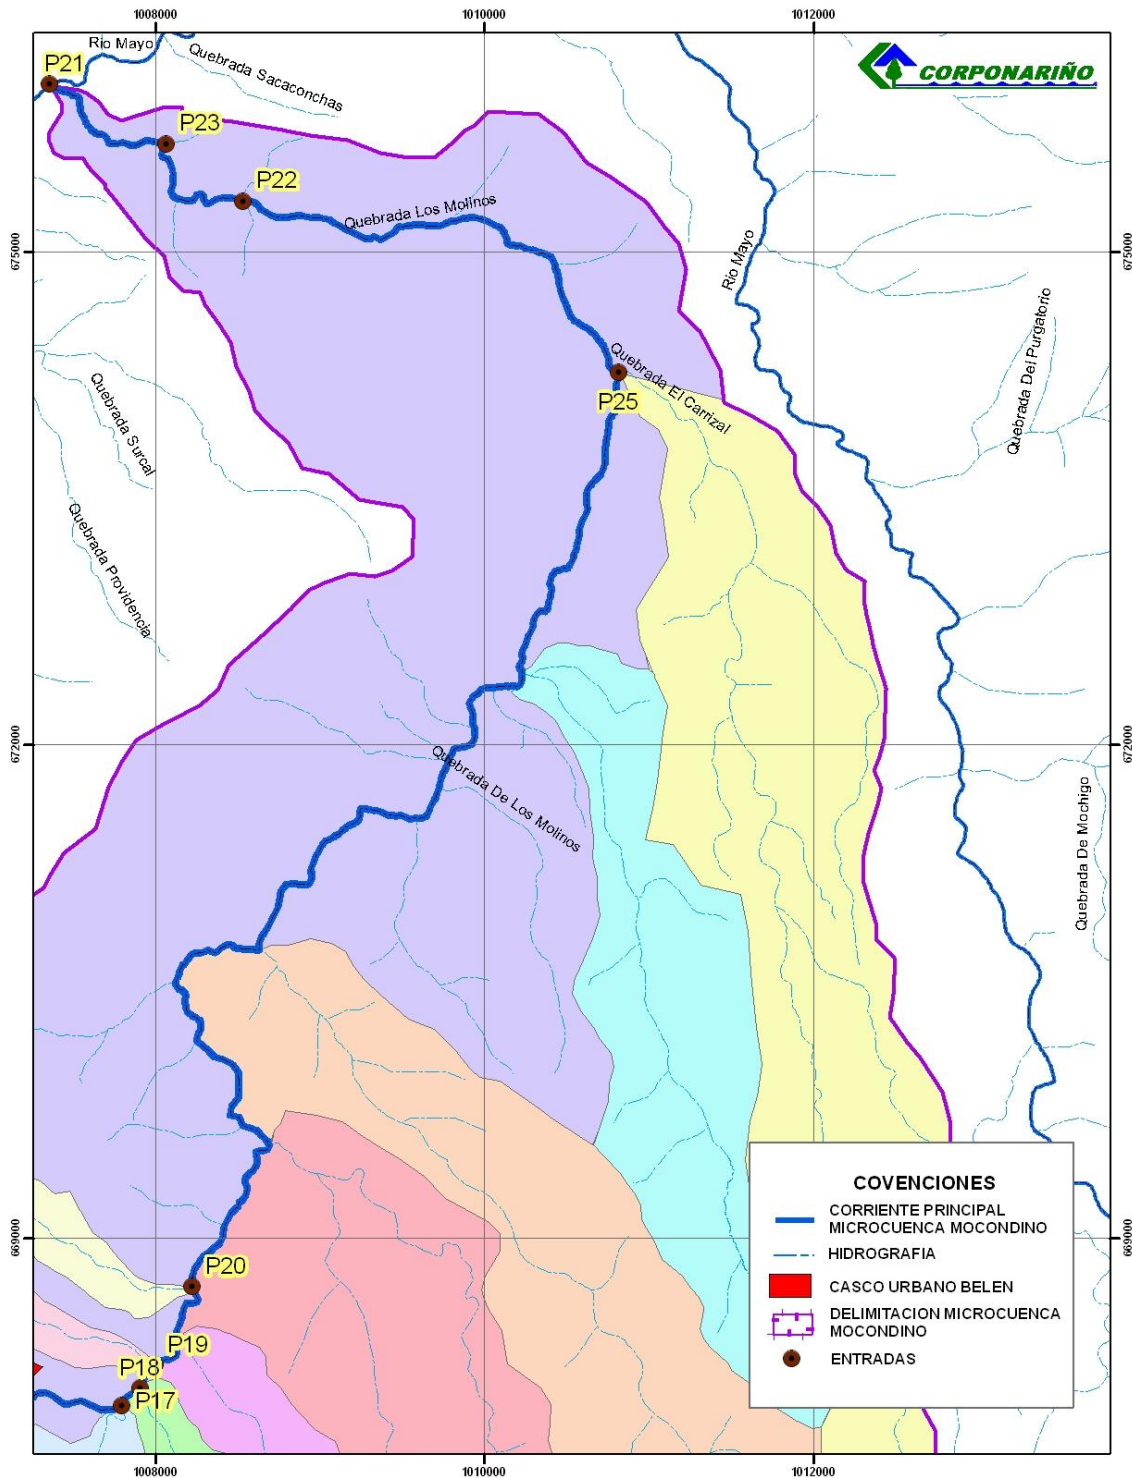 1008000
1010000
1012000
Rio Mayo
Quebrada Sacaconchas
CORPONARIÑO
P21
P23
P22
Quebrada Los Molinos
675000
675000
Rio Mayo
Quebrada Del Purgatorio
Quebrada El Carrizal
P25
Quebrada Surcal
Quebrada Providencia
672000
672000
Quebrada De Los Molinos
Quebrada De Mochigo
COVENCIONES
CORRIENTE PRINCIPAL
MICROCUENCA MOCONDINO
HIDROGRAFIA
CASCO URBANO BELEN
DELIMITACION MICROCUENCA
MOCONDINO
ENTRADAS
669000
669000
P20
P19
P18
P17
1008000
1010000
1012000